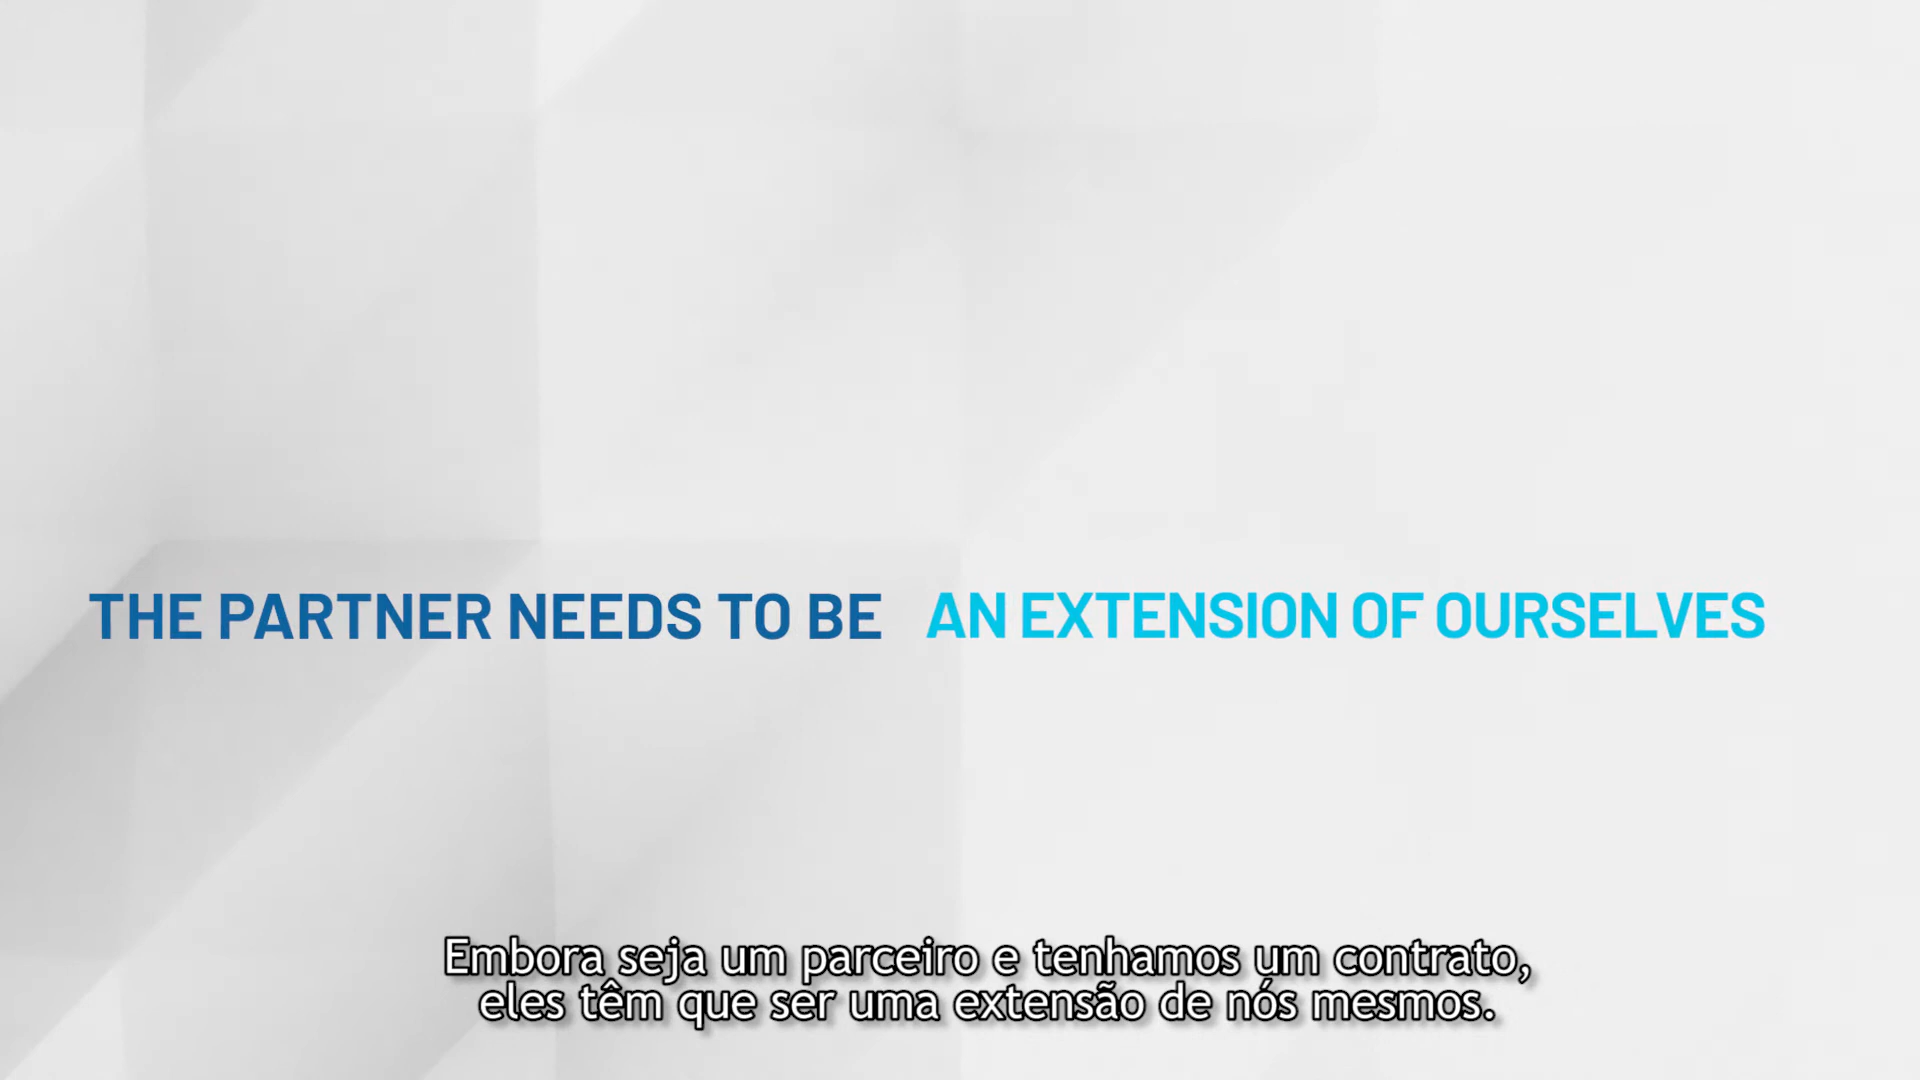 THE PARTNER NEEDS TO BE AN EXTENSION OF OURSELVES
Embora seja um parceiro e tenhamos um contrato,
eles têm que ser uma extensão de nós mesmos.